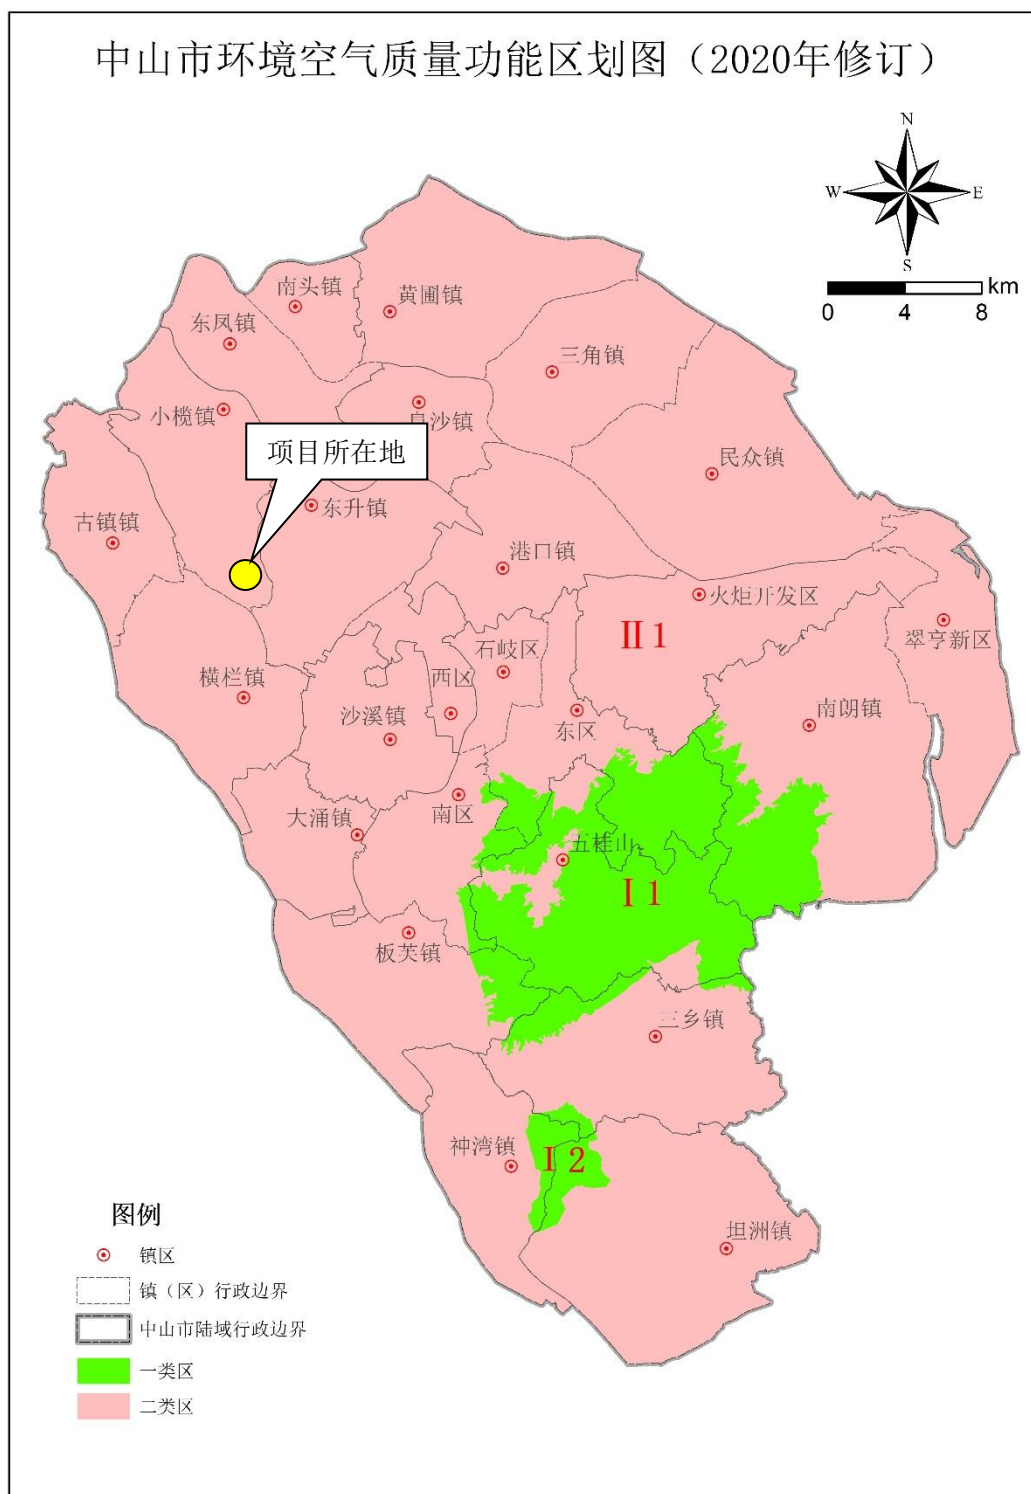 中山市环境空气质量功能区划图（2020年修订）
N
W
E
S
km
0
4
8
南头镇
黄圃镇
东凤镇
三角镇
小榄镇
阜沙镇
项目所在地
民众镇
东升镇
古镇镇
港口镇
火炬开发区
翠亨新区
Ⅱ1
石岐区
横栏镇
西区
沙溪镇
东区
南朗镇
南区
大涌镇
五桂山
Ⅰ1
板芙镇
三乡镇
神湾镇
Ⅰ2
坦洲镇
图例
镇区
镇（区）行政边界
中山市陆域行政边界
一类区
二类区